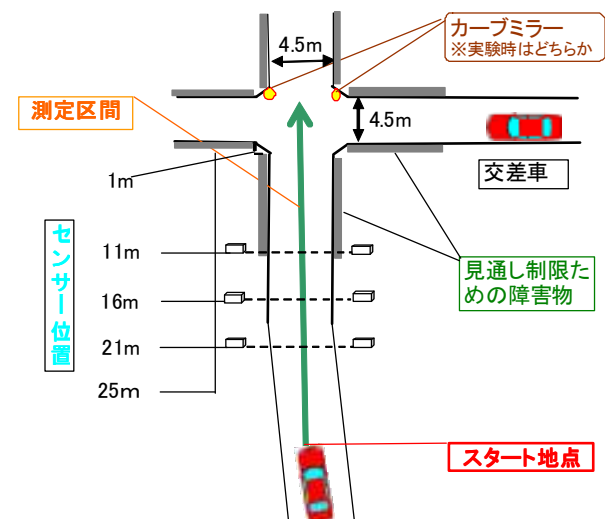 4.5m
カーブミラー
※実験時はどちらか
測定区間
4.5m
交差車
1m
センサー位置
11m
16m
21m
25m
見通し制限た
めの障害物
スタート地点